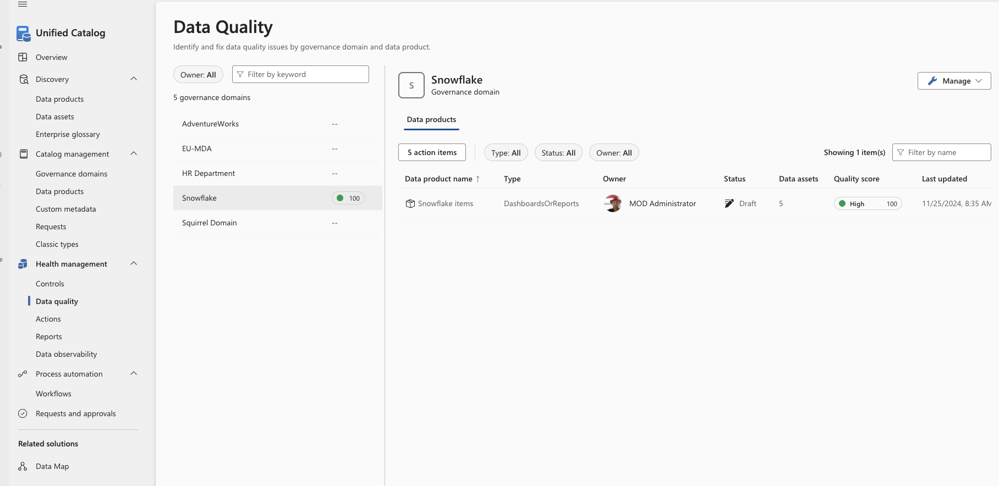 Unified Catalog
Overview
Discovery
Data products
Data assets
Enterprise glossary
Catalog management
Governance domains
Data products
Custom metadata
Requests
Classic types
Health management
Controls
Data quality
Actions
Reports
Data observability
Process automation
Workflows
Requests and approvals
Related solutions
Data Map
Data Quality
Identify and fix data quality issues by governance domain and data product.
Owner: All
Filter by keyword
5 governance domains
AdventureWorks --
EU-MDA --
HR Department --
Snowflake 100
Squirrel Domain --
S
Snowflake
Governance domain
Manage
Data products
5 action items Type: All Status: All Owner: All Showing 1 item(s) Filter by name
Data product name ↑ Type Owner Status Data assets Quality score Last updated
Snowflake items DashboardsOrReports MOD Administrator Draft 5 High 100 11/25/2024, 8:35 AM